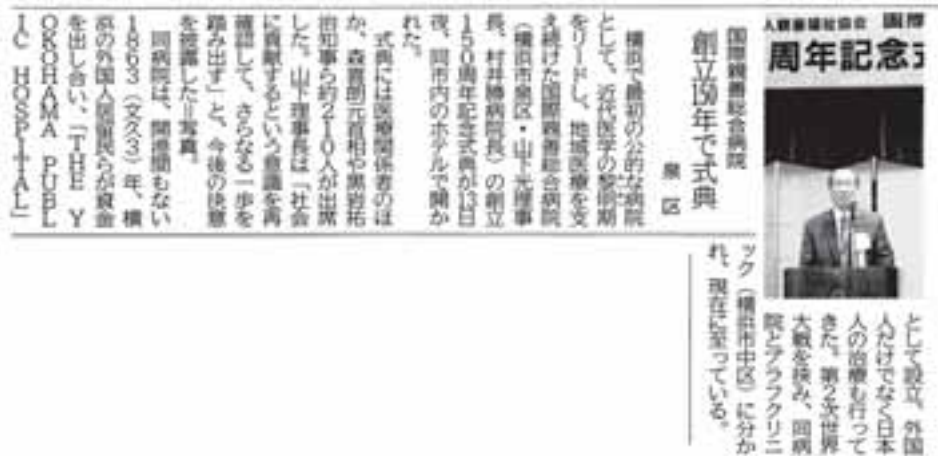 国際親善総合病院
創立150年で式典
泉区
横浜で最初の公的な病院
として、近代医学の黎明期
をリードし、地域医療を支
え続けた国際親善総合病院
（横浜市泉区・山下光理事
長、村井勝病院長）の創立
150周年記念式典が13日
夜、同市内のホテルで開か
れた。
式典には医療関係者のほ
か、森喜朗元首相や黒岩祐
治知事ら約210人が出席
した。山下理事長は「社会
に貢献するという意識を再
確認して、さらなる一歩を
踏み出す」と、今後の決意
を披露した＝写真。
同病院は、開港間もない
1863（文久3）年、横
浜の外国人居留民らが資金
を出し合い、「THE Y
OKOHAMA PUBL
IC HOSPITAL」
人親善福祉協会 国際
周年記念式
として設立。外国
人だけでなく日本
人の治療も行って
きた。第2次世界
大戦を挟み、同病
院とアララクリニ
ック（横浜市中区）に分か
れ、現在に至っている。